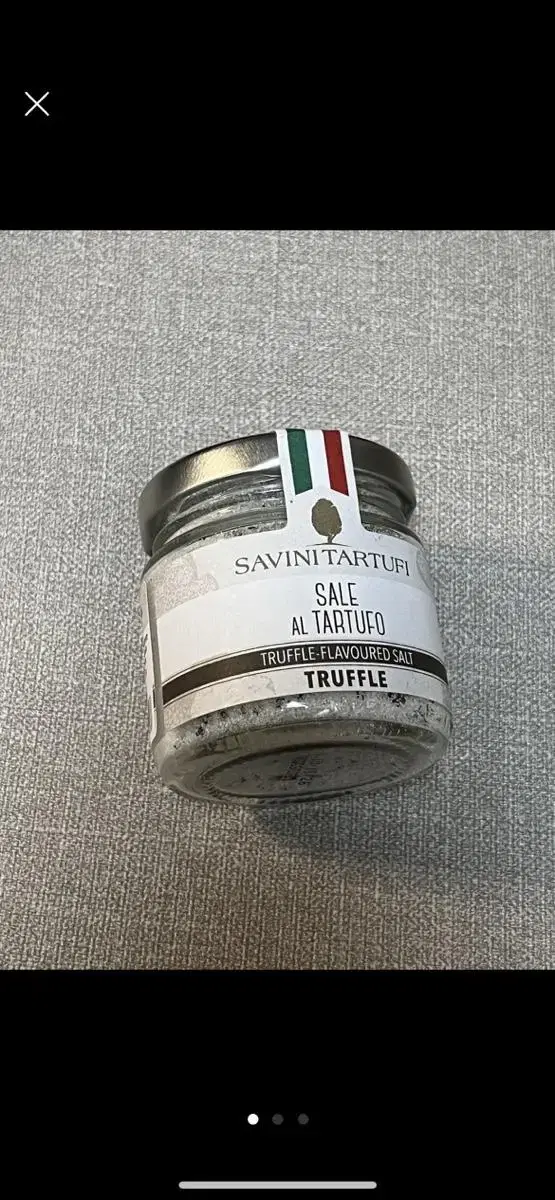 SAVINI TARTUFI
SALE
AL TARTUFO
TRUFFLE-FLAVOURED SALT
TRUFFLE